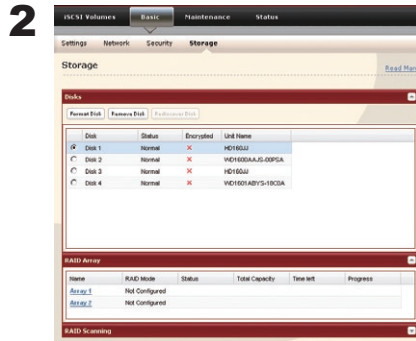 2
iSCSI Volumes Basic Maintenance Status
Settings Network Security Storage
Storage
Read Man
Disks
Format Disk Remove Disk
Disk Status Encrypted Unit Name
Disk 1 Normal HD160JJ
Disk 2 Normal WD1600AAJS-00PSA
Disk 3 Normal HD160JJ
Disk 4 Normal WD1601ABYS-18C0A
RAID Array
Name RAID Mode Status Total Capacity Time left Progress
Array 1 Not Configured
Array 2 Not Configured
RAID Scanning